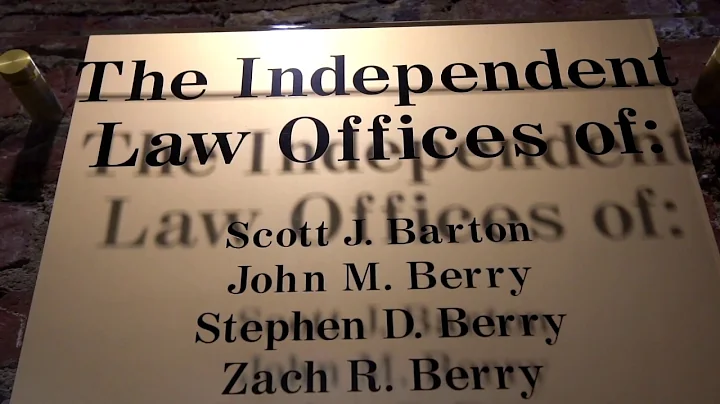 The Independent
Law Offices of:
Scott J. Barton
John M. Berry
Stephen D. Berry
Zach R. Berry